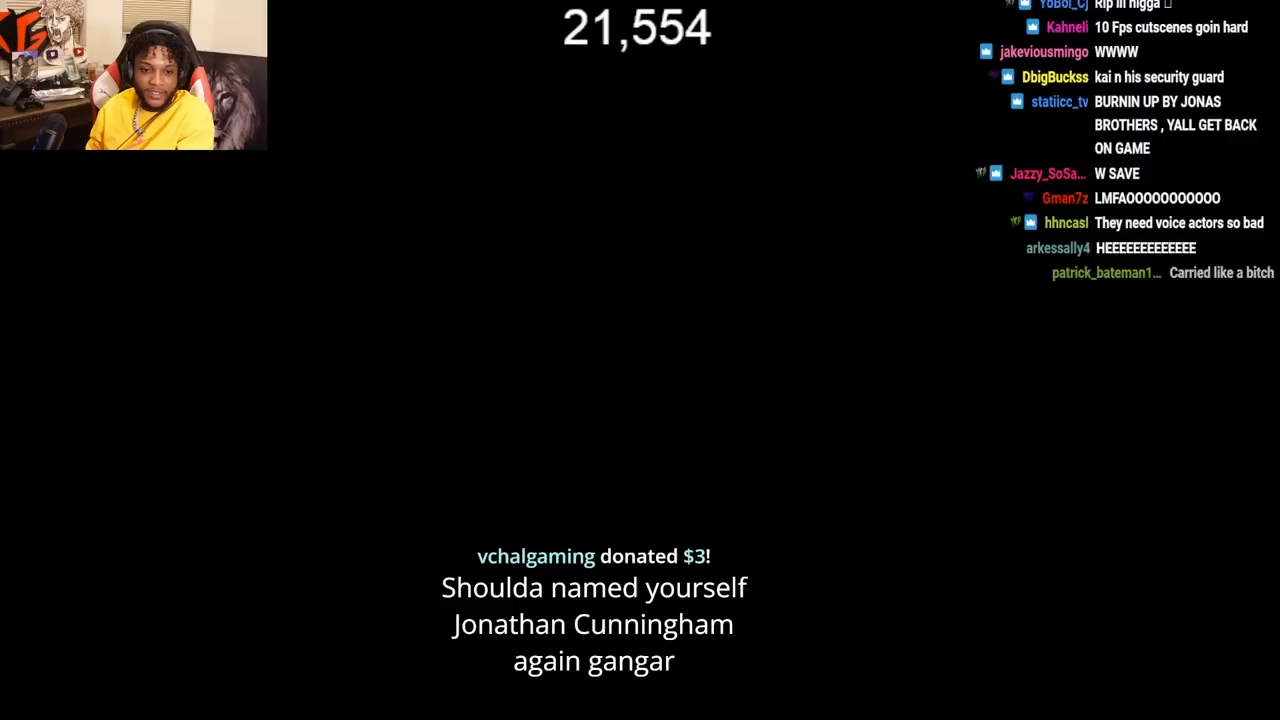 KG
21,554
YoBoi_Cj Rip lil nigga
Kahneli 10 Fps cutscenes goin hard
jakeviousmingo WWWW
DbigBuckss kai n his security guard
statiicc_tv BURNIN UP BY JONAS
BROTHERS , YALL GET BACK
ON GAME
Jazzy_SoSa... W SAVE
Gman7z LMFAOOOOOOOOOOO
hhncasl They need voice actors so bad
arkessally4 HEEEEEEEEEEEEE
patrick_bateman1... Carried like a bitch
vchalgaming donated $3!
Shoulda named yourself
Jonathan Cunningham
again gangar